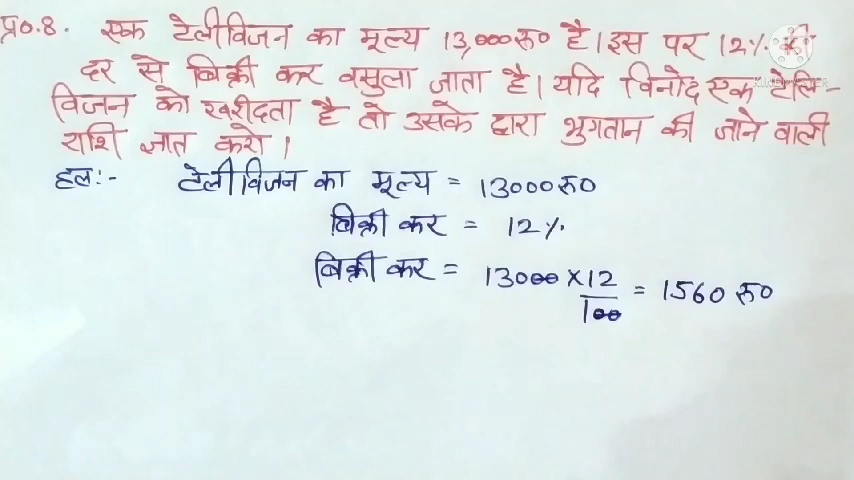 प्र०.8. एक टेलीविजन का मूल्य 13,000रू० है। इस पर 12% की
दर से बिक्री कर वसूला जाता है। यदि विनोद एक टेलि-
विजन को खरीदता है तो उसके द्वारा भुगतान की जाने वाली
राशि ज्ञात करो।
हल:- टेलीविजन का मूल्य = 13000रू०
बिक्री कर = 12%
बिक्री कर = 13000 × 12 / 100 = 1560 रू०
KINEMASTER